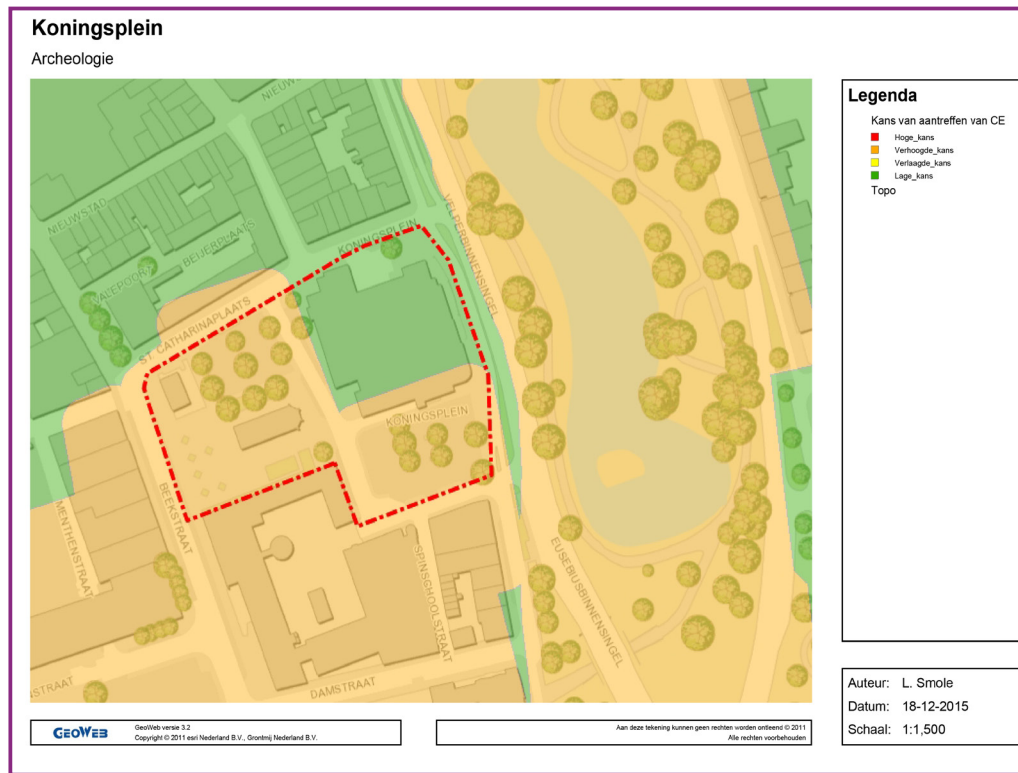 Koningsplein
Archeologie
NIEUWSTAD
NIEUWSTAD
VALEPOORT
BEIJERPLAATS
KONINGSPLEIN
VELPERBINNENSINGEL
ST CATHARINAPLAATS
KONINGSPLEIN
BEEKSTRAAT
MENTHENSTRAAT
SPINSCHOOLSTRAAT
EUSEBIUSBINNENSINGEL
NSTRAAT
DAMSTRAAT
Legenda
Kans van aantreffen van CE
Hoge_kans
Verhoogde_kans
Verlaagde_kans
Lage_kans
Topo
Auteur: L. Smole
Datum: 18-12-2015
Schaal: 1:1,500
GEOWEB
GeoWeb versie 3.2
Copyright © 2011 esri Nederland B.V., Grontmij Nederland B.V.
Aan deze tekening kunnen geen rechten worden ontleend © 2011
Alle rechten voorbehouden